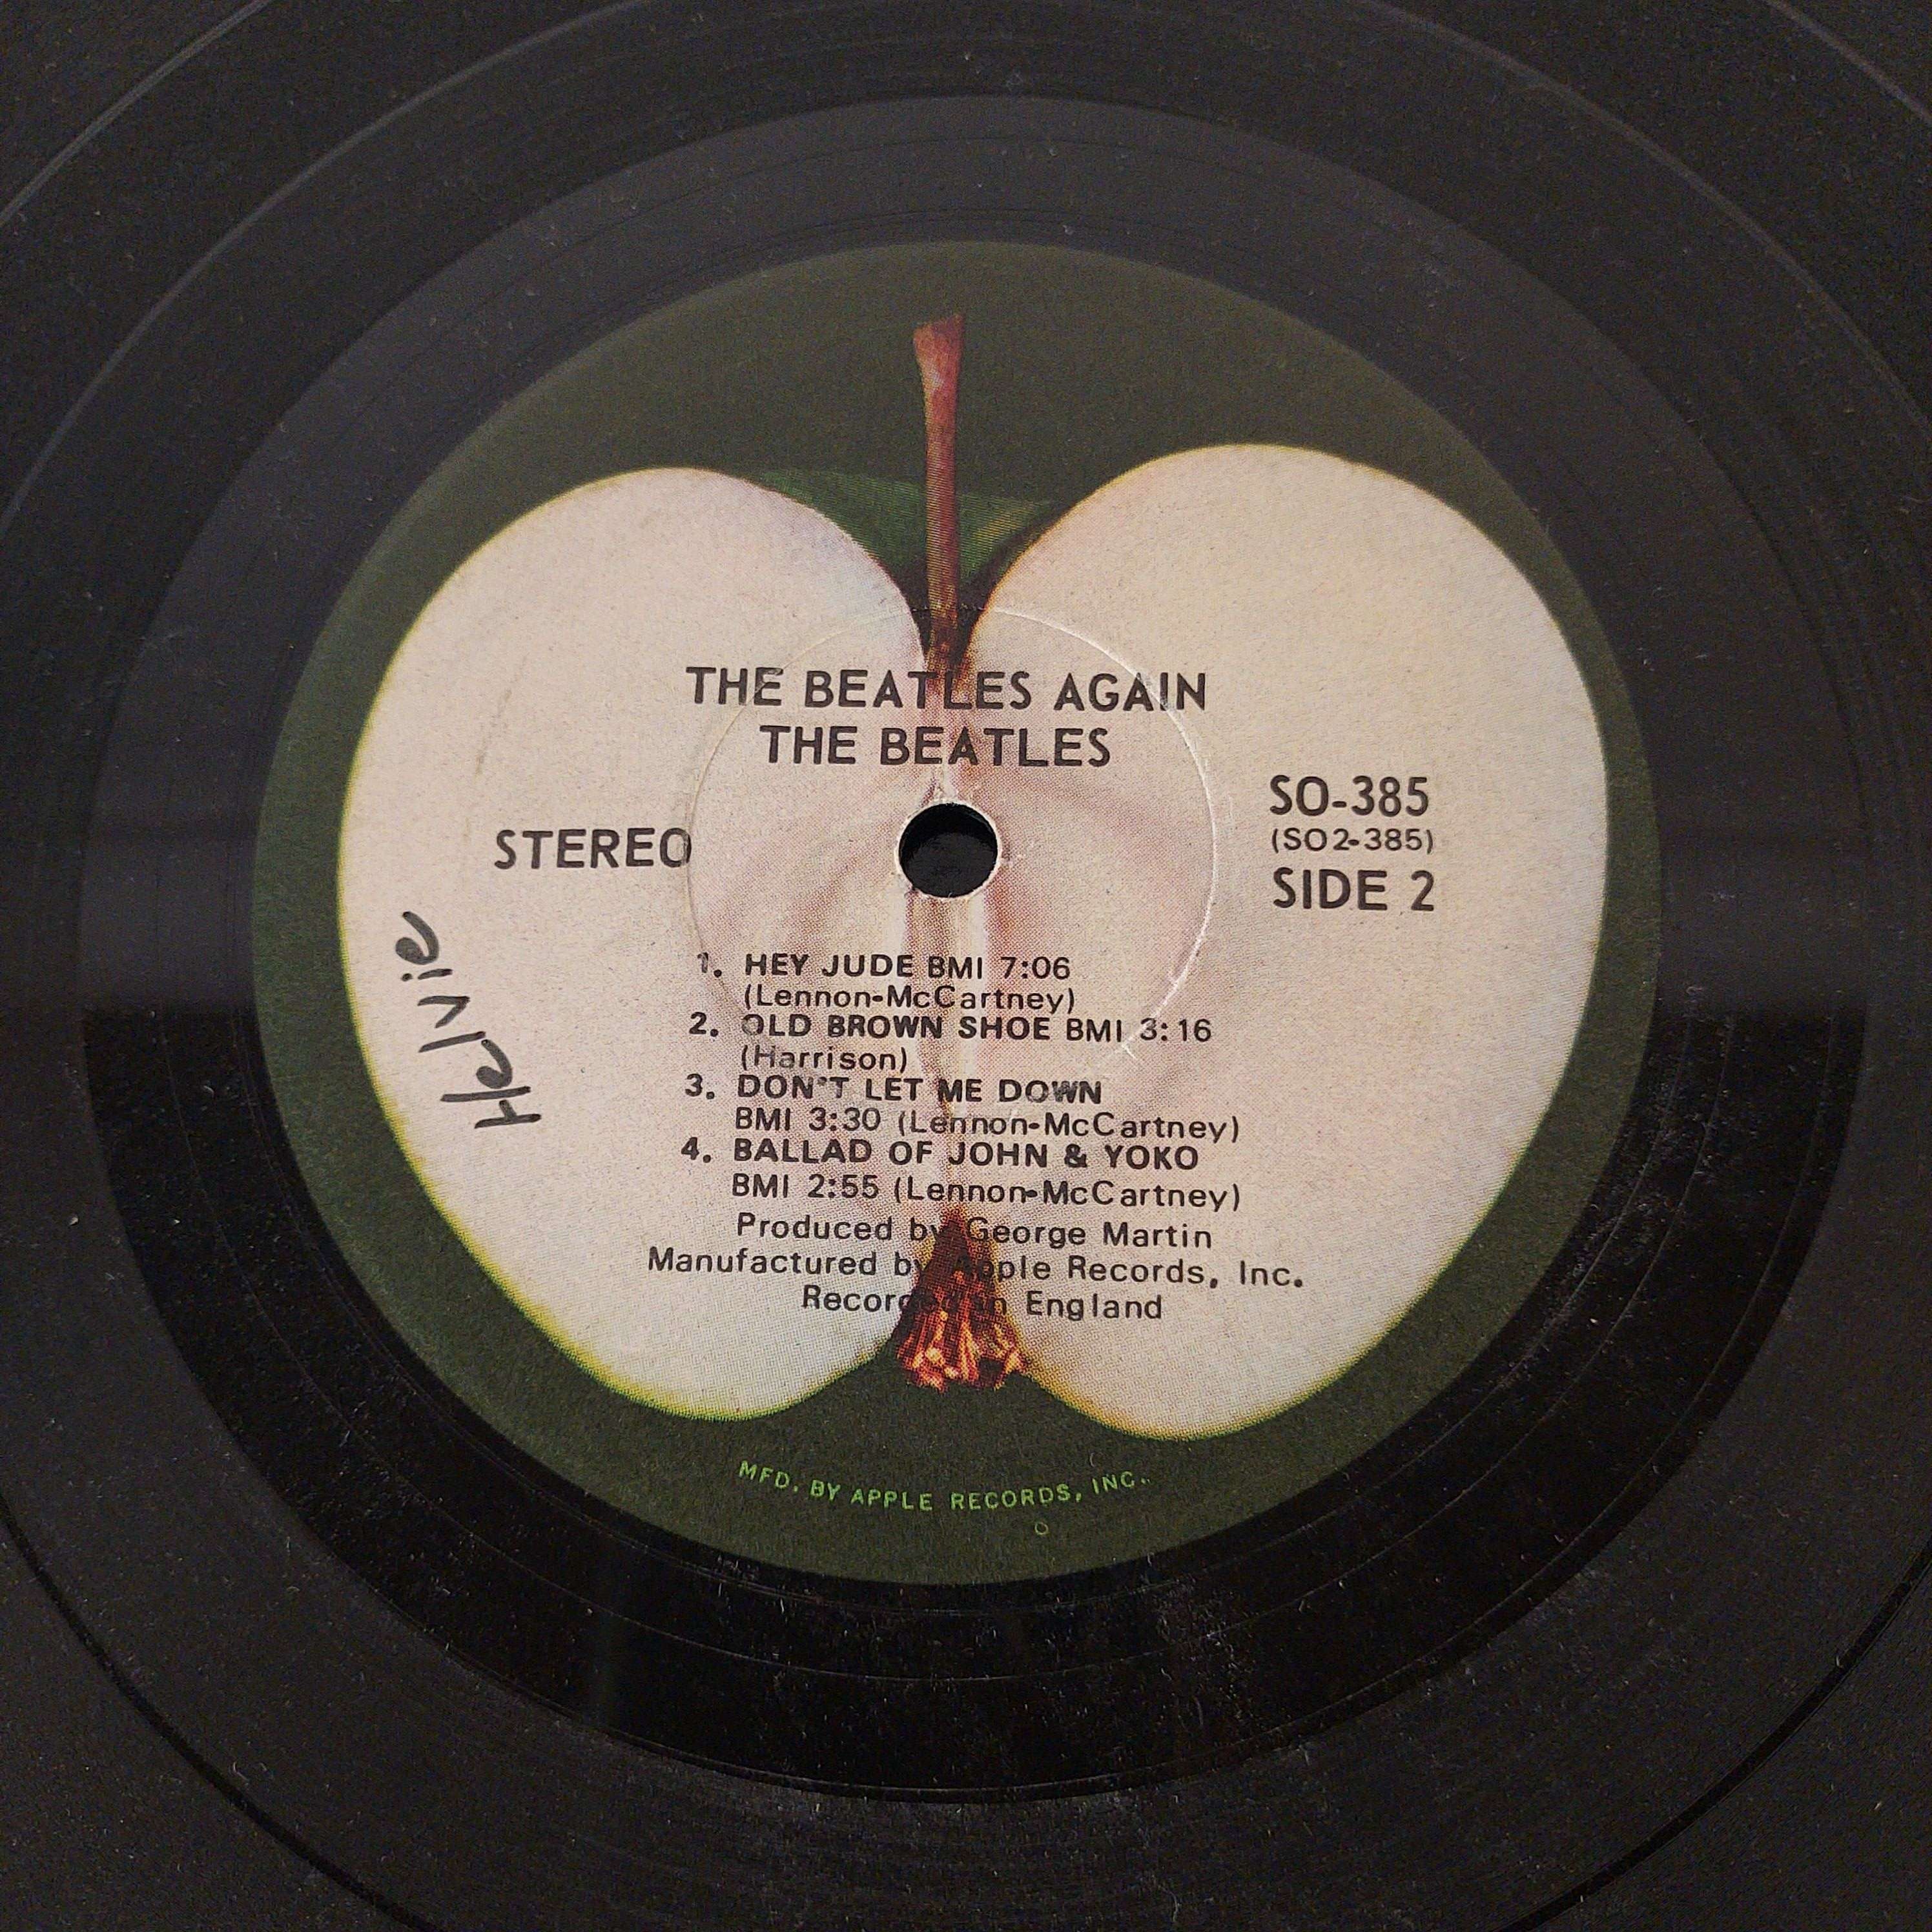 THE BEATLES AGAIN
THE BEATLES
STEREO
SO-385
(SO2-385)
SIDE 2
Helvie
1. HEY JUDE BMI 7:06
(Lennon-McCartney)
2. OLD BROWN SHOE BMI 3:16
(Harrison)
3. DON'T LET ME DOWN
BMI 3:30 (Lennon-McCartney)
4. BALLAD OF JOHN & YOKO
BMI 2:55 (Lennon-McCartney)
Produced by George Martin
Manufactured by Apple Records, Inc.
Recorded in England
MFD. BY APPLE RECORDS, INC.